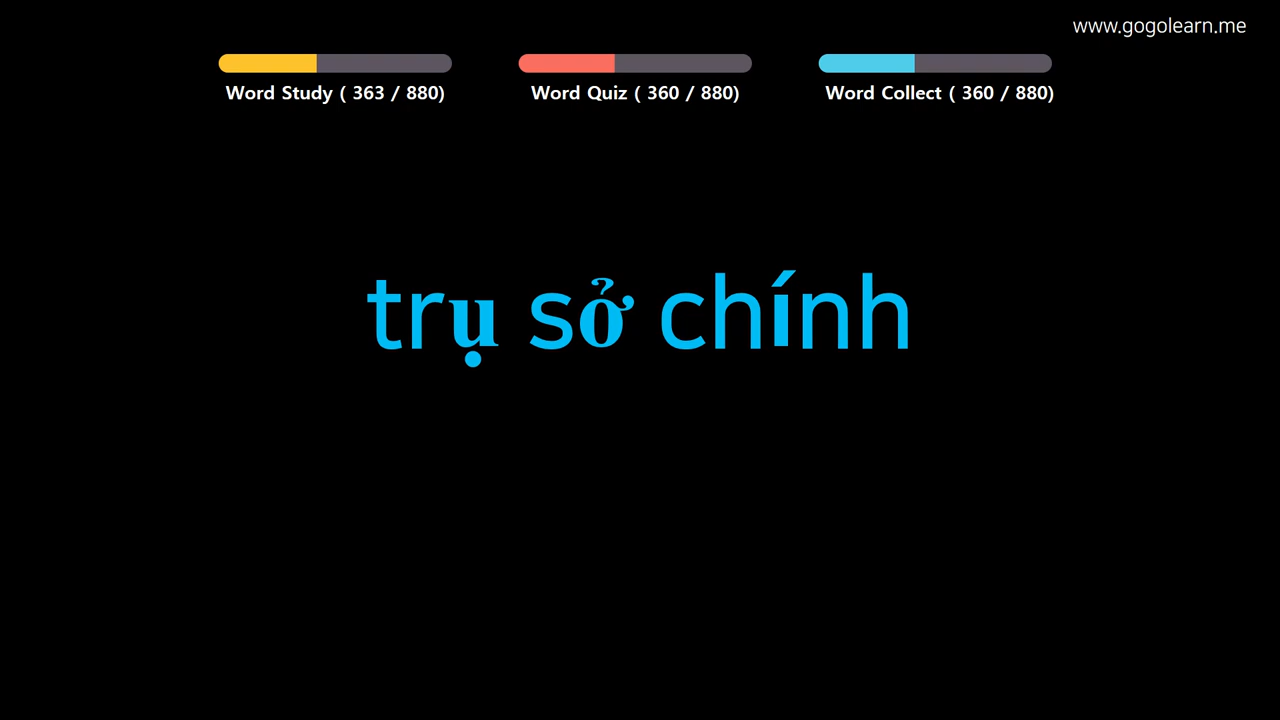 www.gogolearn.me
Word Study ( 363 / 880)
Word Quiz ( 360 / 880)
Word Collect ( 360 / 880)
trụ sở chính